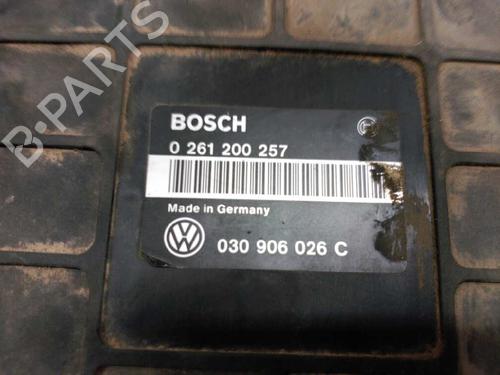 B-PARTS
BOSCH
0 261 200 257
Made in Germany
030 906 026 C